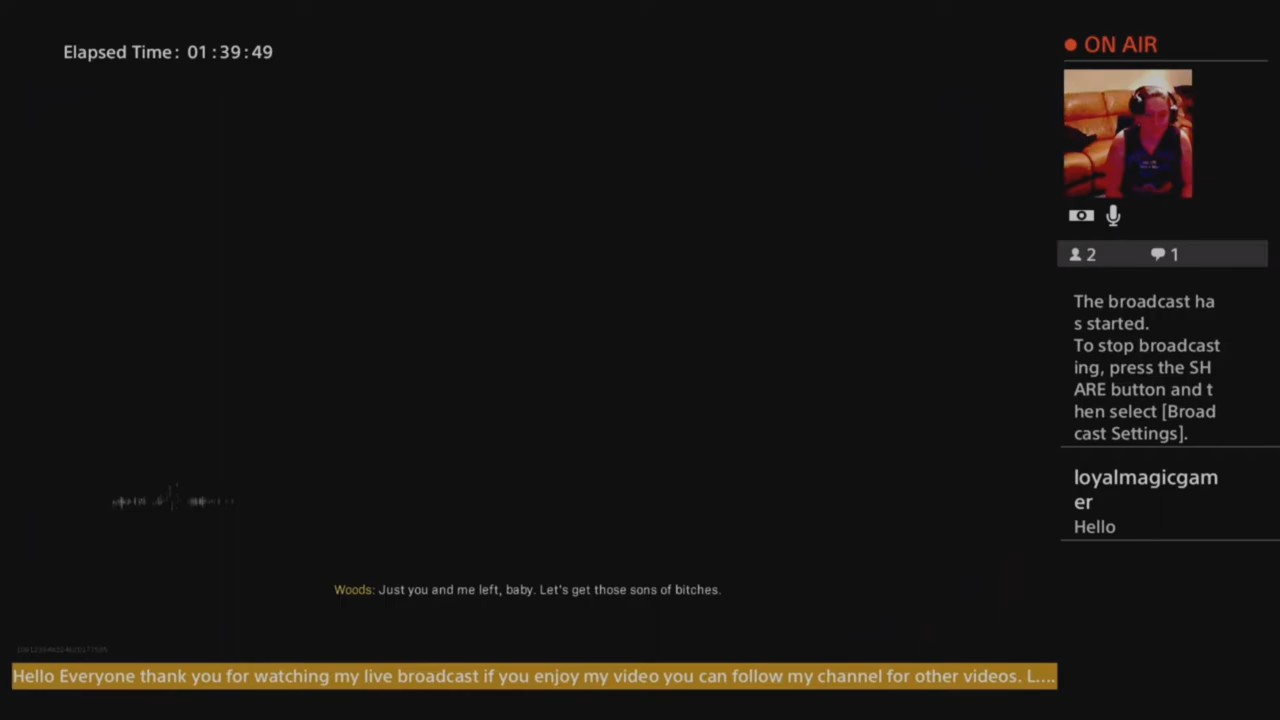 Elapsed Time: 01:39:49
ON AIR
2 1
The broadcast ha
s started.
To stop broadcast
ing, press the SH
ARE button and t
hen select [Broad
cast Settings].
loyalmagicgam
er
Hello
Woods: Just you and me left, baby. Let's get those sons of bitches.
Hello Everyone thank you for watching my live broadcast if you enjoy my video you can follow my channel for other videos. L....